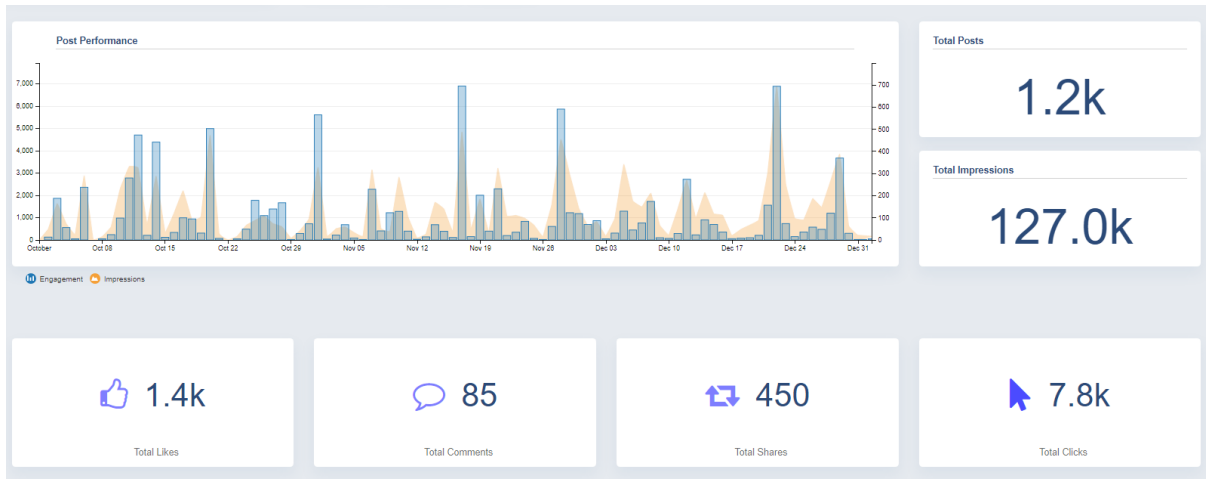 Post Performance
7,000
6,000
5,000
4,000
3,000
2,000
1,000
0
700
600
500
400
300
200
100
0
October Oct 08 Oct 15 Oct 22 Oct 29 Nov 05 Nov 12 Nov 19 Nov 26 Dec 03 Dec 10 Dec 17 Dec 24 Dec 31
Engagement Impressions
Total Posts
1.2k
Total Impressions
127.0k
1.4k
Total Likes
85
Total Comments
450
Total Shares
7.8k
Total Clicks